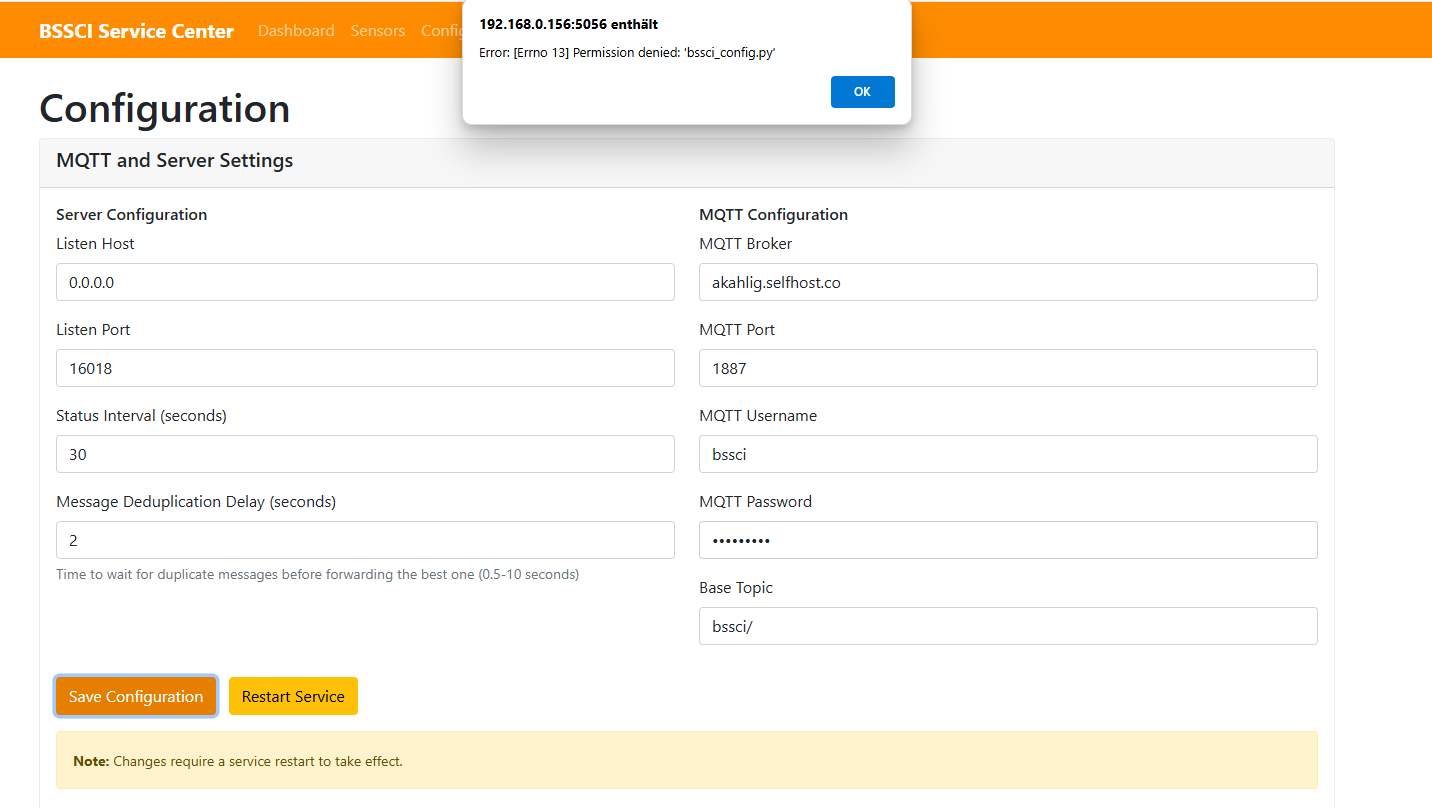 BSSCI Service Center Dashboard Sensors
192.168.0.156:5056 enthält
Error: [Errno 13] Permission denied: 'bssci_config.py'
OK
Configuration
MQTT and Server Settings
Server Configuration
Listen Host
0.0.0.0
Listen Port
16018
Status Interval (seconds)
30
Message Deduplication Delay (seconds)
2
Time to wait for duplicate messages before forwarding the best one (0.5-10 seconds)
MQTT Configuration
MQTT Broker
akahlig.selfhost.co
MQTT Port
1887
MQTT Username
bssci
MQTT Password
•••••••••
Base Topic
bssci/
Save Configuration Restart Service
Note: Changes require a service restart to take effect.